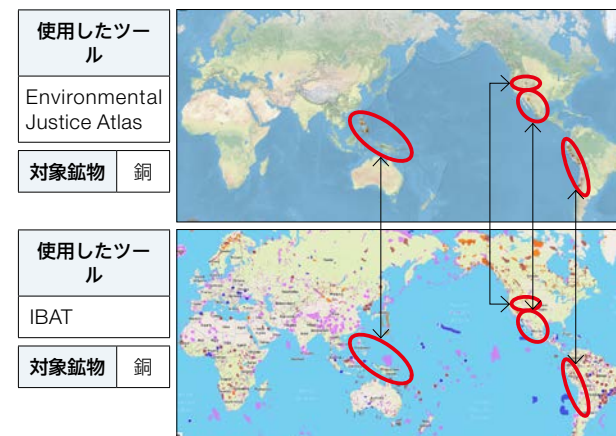 使用したツー
ル
Environmental
Justice Atlas
対象鉱物 銅
使用したツー
ル
IBAT
対象鉱物 銅